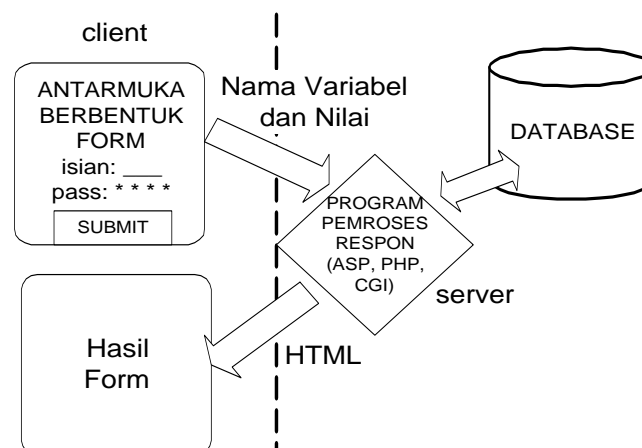 client
ANTARMUKA
BERBENTUK
FORM
isian: ___
pass: * * * *
SUBMIT
Nama Variabel
dan Nilai
DATABASE
PROGRAM
PEMROSES
RESPON
(ASP, PHP,
CGI)
server
Hasil
Form
HTML